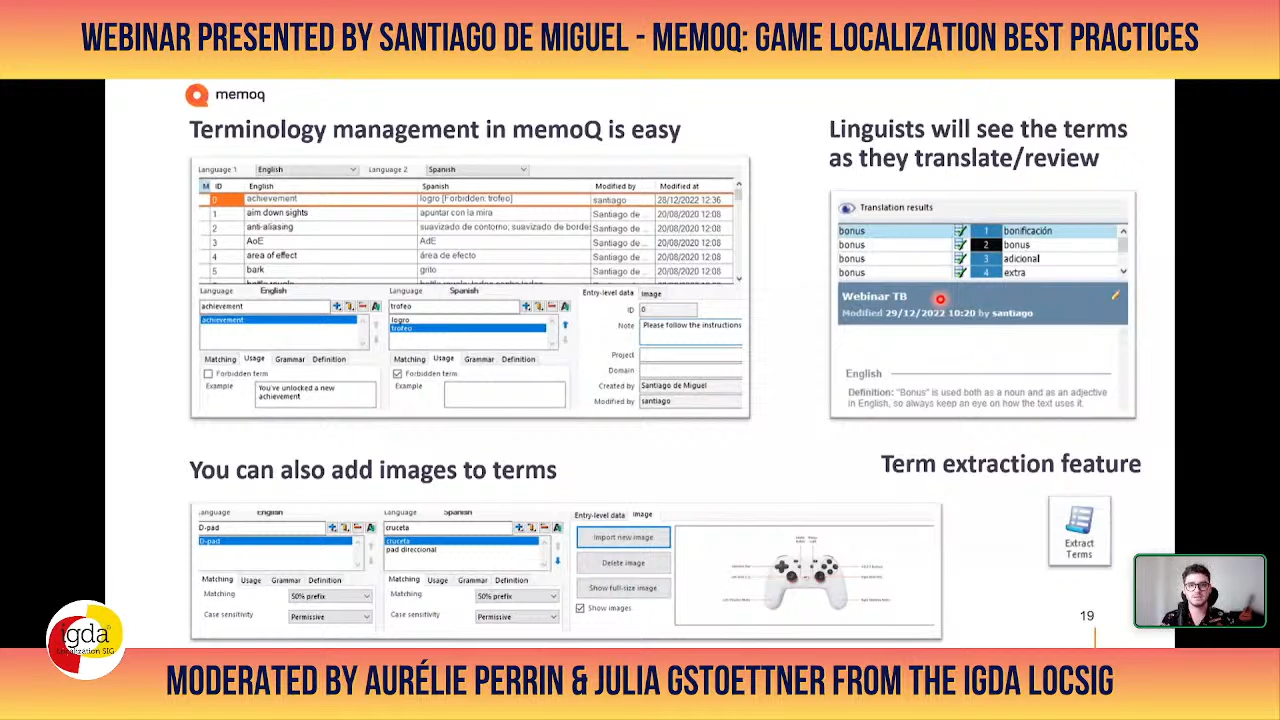 WEBINAR PRESENTED BY SANTIAGO DE MIGUEL - MEMOQ: GAME LOCALIZATION BEST PRACTICES
memoq
Terminology management in memoQ is easy
Language 1 English Language 2 Spanish
M ID English Spanish Modified by Modified at
0 achievement logro [Forbidden: trofeo] santiago 28/12/2022 12:36
1 aim down sights apuntar con la mira Santiago de ... 20/08/2020 12:08
2 anti-aliasing suavizado de contorno, suavizado de borde Santiago de ... 20/08/2020 12:08
3 AoE AdE Santiago de ... 20/08/2020 12:08
4 area of effect área de efecto Santiago de ... 20/08/2020 12:08
5 bark grito Santiago de ... 20/08/2020 12:08
Language English Language Spanish Entry-level data Image
achievement trofeo ID 0
achievement logro
trofeo
Note Please follow the instructions
Matching Usage Grammar Definition Matching Usage Grammar Definition
Project
Forbidden term Forbidden term Domain
Example You've unlocked a new achievement Example
Created by Santiago de Miguel
Modified by santiago
Linguists will see the terms
as they translate/review
Translation results
bonus 1 bonificación
bonus 2 bonus
bonus 3 adicional
bonus 4 extra
Webinar TB
Modified 29/12/2022 10:20 by santiago
English
Definition: "Bonus" is used both as a noun and as an adjective
in English, so always keep an eye on how the text uses it.
You can also add images to terms
Language English Language Spanish Entry-level data Image
D-pad cruceta Import new image
D-pad cruceta
pad direccional
Delete image
Matching Usage Grammar Definition Matching Usage Grammar Definition
Show full-size image
Matching 50% prefix Matching 50% prefix
Show images
Case sensitivity Permissive Case sensitivity Permissive
Term extraction feature
Extract
Terms
19
igda
Localization SIG
MODERATED BY AURÉLIE PERRIN & JULIA GSTOETTNER FROM THE IGDA LOCSIG